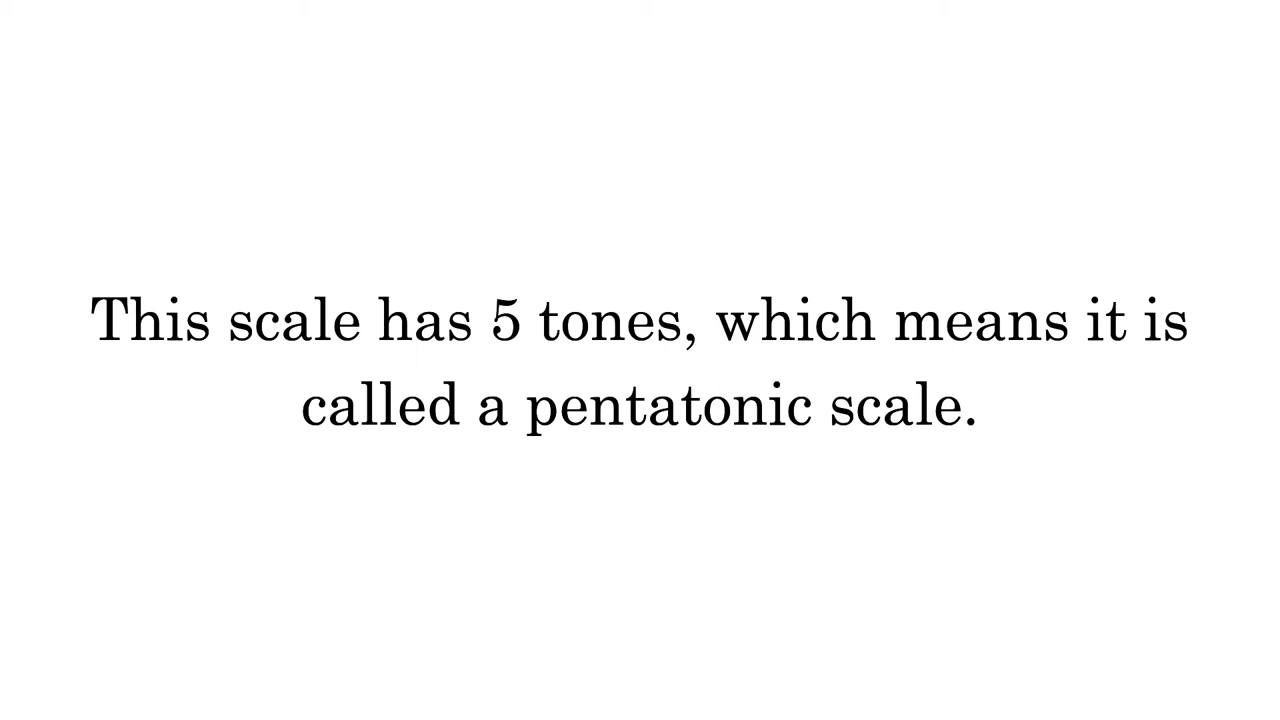 This scale has 5 tones, which means it is
called a pentatonic scale.